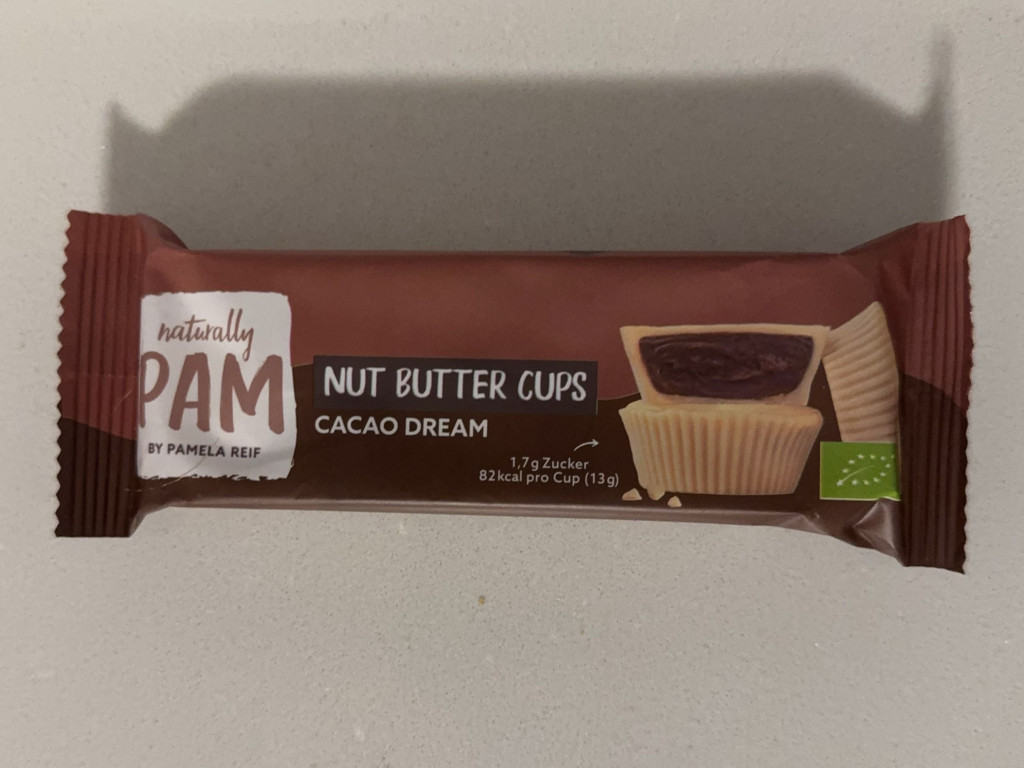 naturally
PAM
BY PAMELA REIF
NUT BUTTER CUPS
CACAO DREAM
1,7g Zucker
82kcal pro Cup (13g)